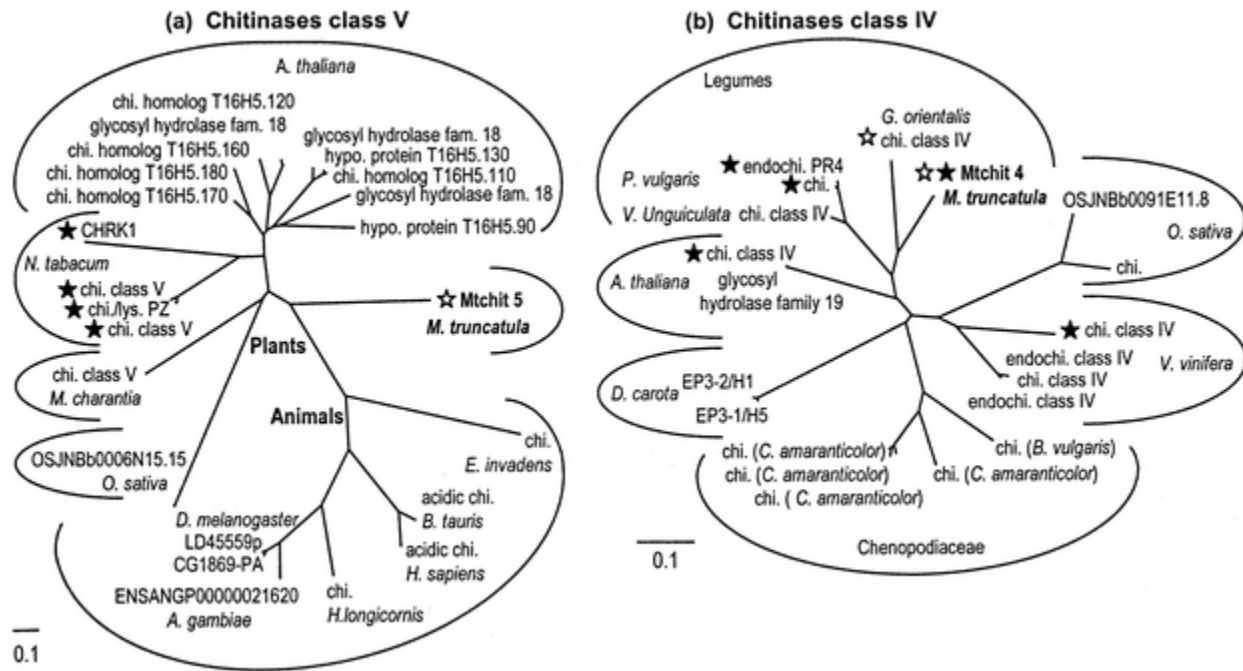 (a) Chitinases class V
A. thaliana
chi. homolog T16H5.120
glycosyl hydrolase fam. 18
chi. homolog T16H5.160
chi. homolog T16H5.180
chi. homolog T16H5.170
glycosyl hydrolase fam. 18
hypo. protein T16H5.130
chi. homolog T16H5.110
glycosyl hydrolase fam. 18
hypo. protein T16H5.90
CHRK1
N. tabacum
chi. class V
chi./lys. PZ
chi. class V
Mtchit 5
M. truncatula
Plants
chi. class V
M. charantia
Animals
OSJNBb0006N15.15
O. sativa
chi.
E. invadens
D. melanogaster
LD45559p
CG1869-PA
ENSANGP00000021620
A. gambiae
chi.
H.longicornis
acidic chi.
B. tauris
acidic chi.
H. sapiens
0.1
(b) Chitinases class IV
Legumes
G. orientalis
chi. class IV
endochi. PR4
chi.
P. vulgaris
V. Unguiculata chi. class IV
Mtchit 4
M. truncatula
OSJNBb0091E11.8
O. sativa
chi.
chi. class IV
A. thaliana
glycosyl
hydrolase family 19
chi. class IV
endochi. class IV
chi. class IV
endochi. class IV
V. vinifera
D. carota
EP3-2/H1
EP3-1/H5
chi. (C. amaranticolor)
chi. (C. amaranticolor)
chi. ( C. amaranticolor)
chi. (B. vulgaris)
chi. (C. amaranticolor)
Chenopodiaceae
0.1